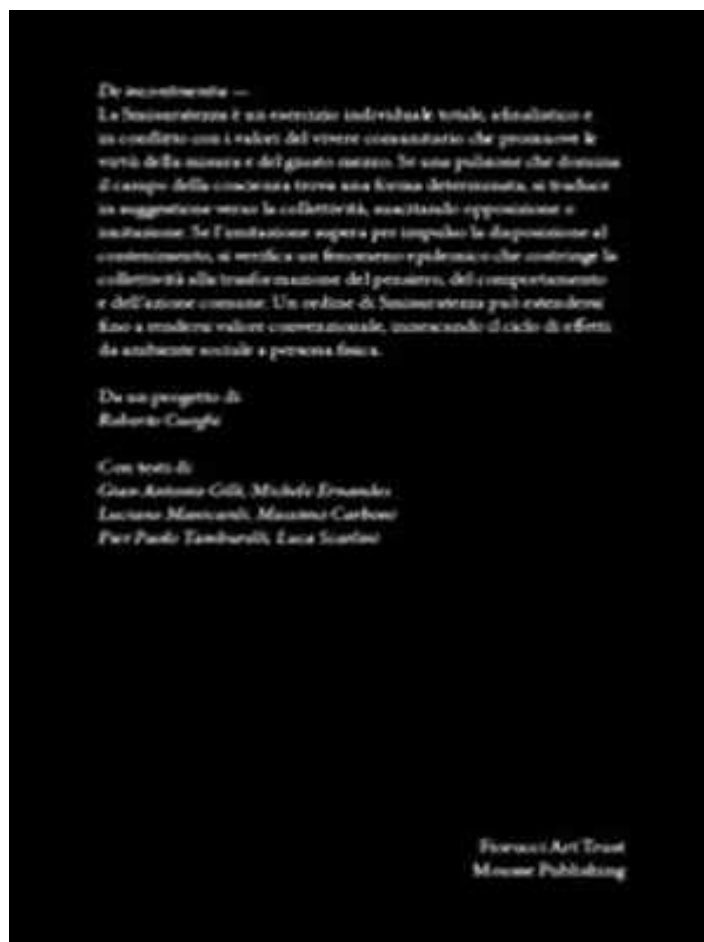 De incontinentia —
La Smisuratezza è un esercizio individuale totale, afinalistico e
in conflitto con i valori del vivere comunitario che promuove le
virtù della misura e del giusto mezzo. Se una pulsione che domina
il campo della coscienza trova una forma determinata, si traduce
in suggestione verso la collettività, suscitando opposizione o
imitazione. Se l'imitazione supera per impulso la disposizione al
contenimento, si verifica un fenomeno epidemico che costringe la
collettività alla trasformazione del pensiero, del comportamento
e dell'azione comune. Un ordine di Smisuratezza può estendersi
fino a rendersi valore convenzionale, innescando il ciclo di effetti
da ambiente sociale a persona fisica.
Da un progetto di
Roberto Cuoghi
Con testi di
Gian Antonio Gilli, Michele Ernandes
Luciano Manicardi, Massimo Carboni
Pier Paolo Tamburelli, Luca Scarlini
Fiorucci Art Trust
Mousse Publishing